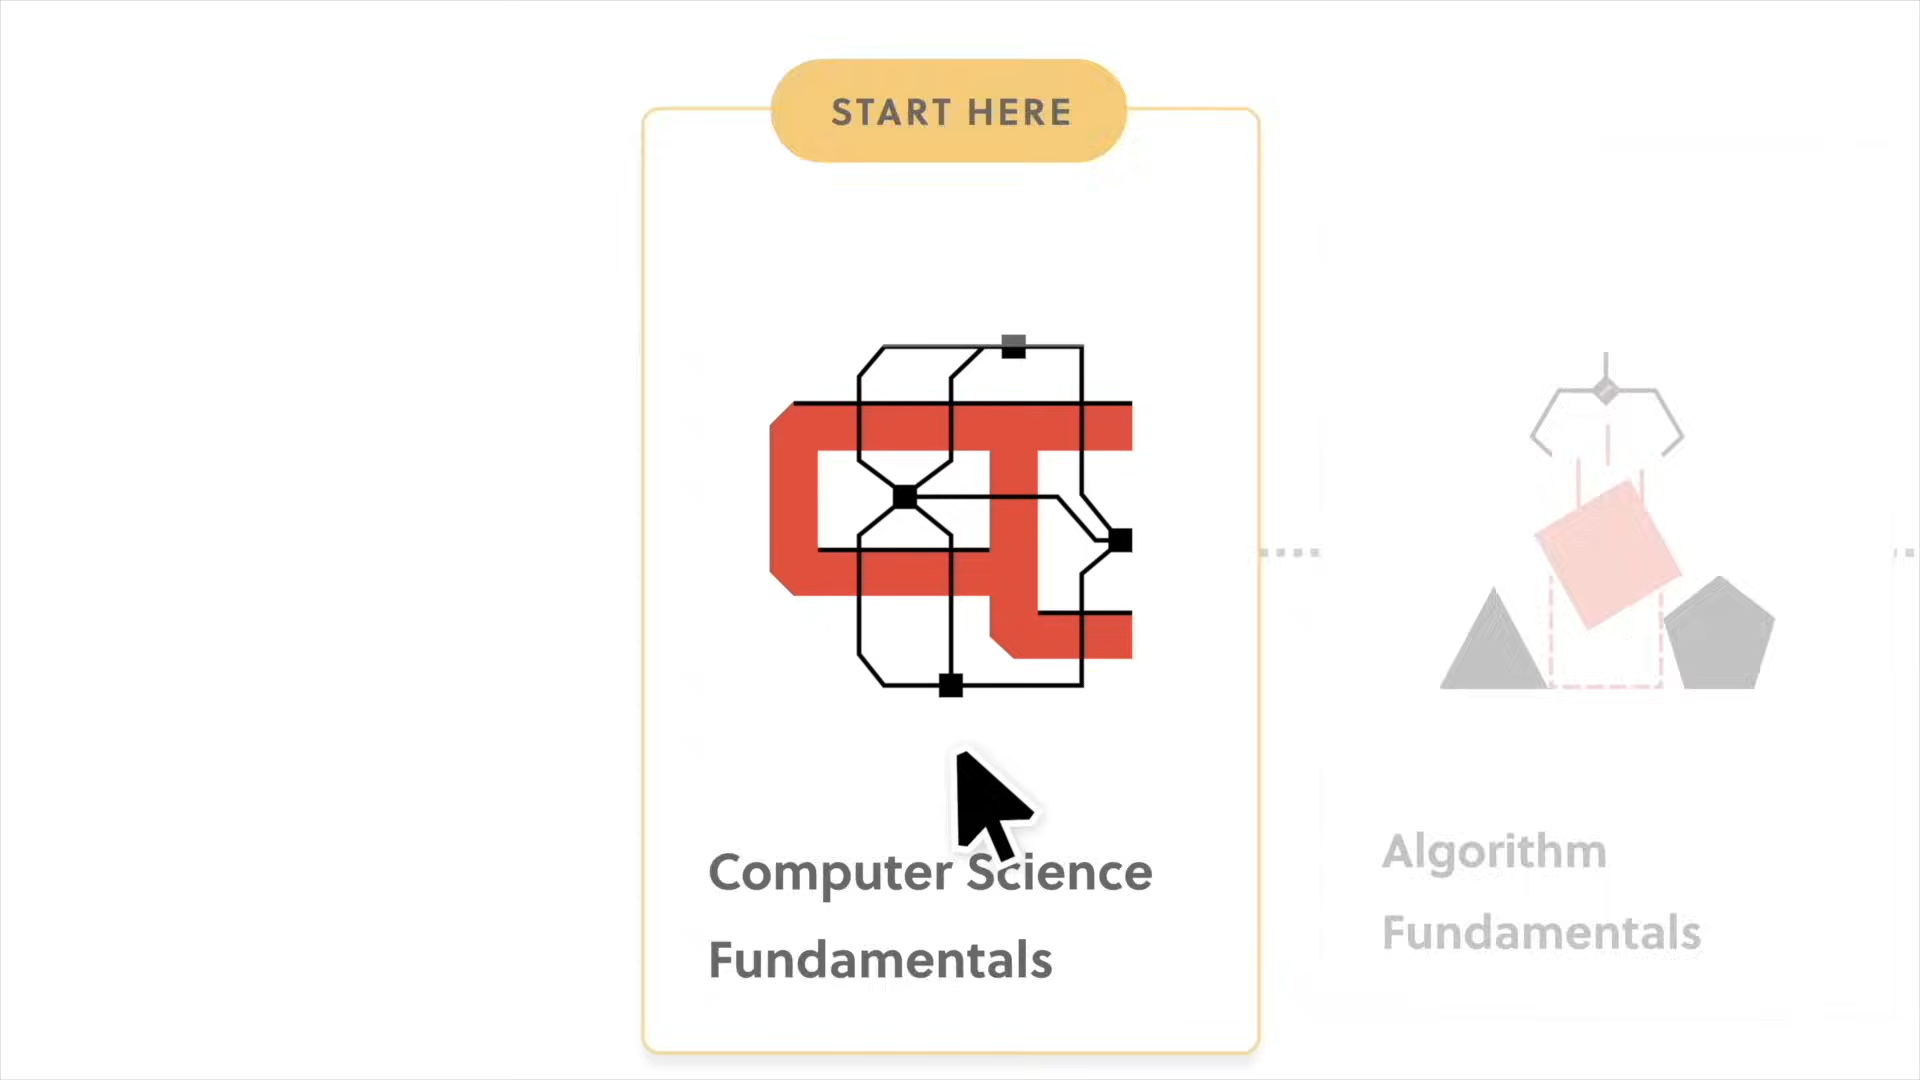 START HERE
Computer Science
Fundamentals
Algorithm
Fundamentals